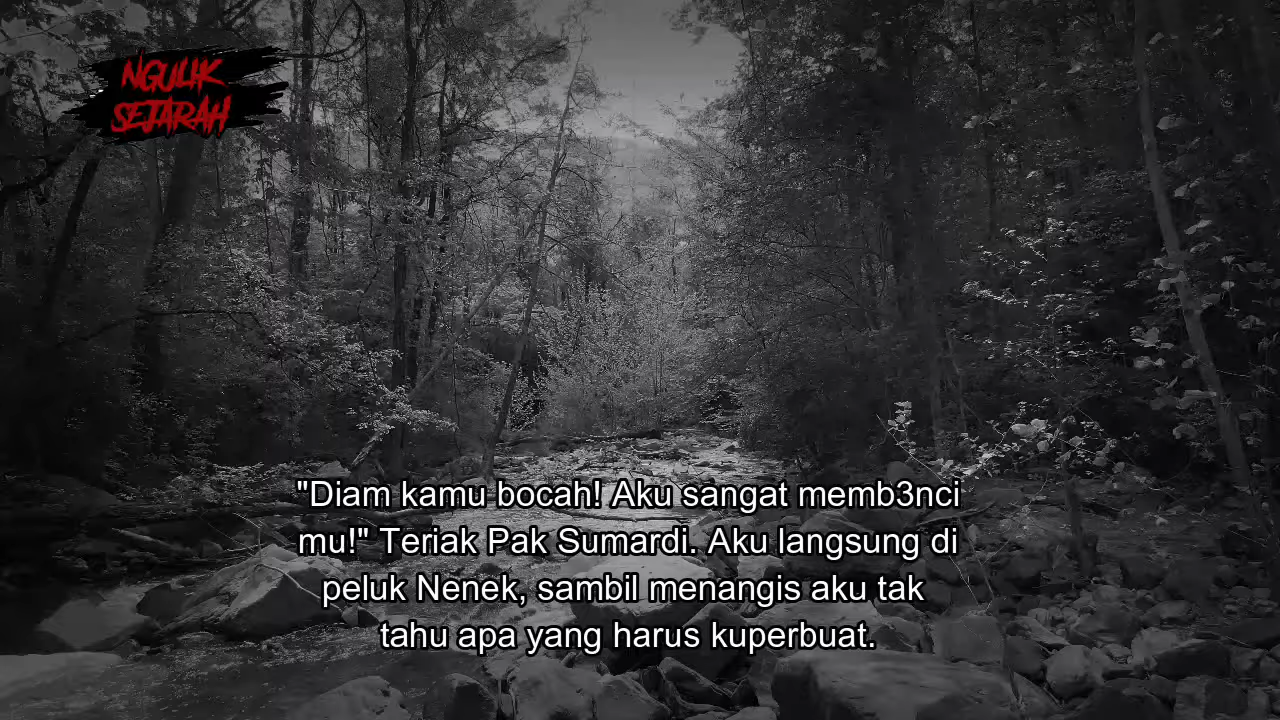 NGULIK
SEJARAH
"Diam kamu bocah! Aku sangat memb3nci
mu!" Teriak Pak Sumardi. Aku langsung di
peluk Nenek, sambil menangis aku tak
tahu apa yang harus kuperbuat.